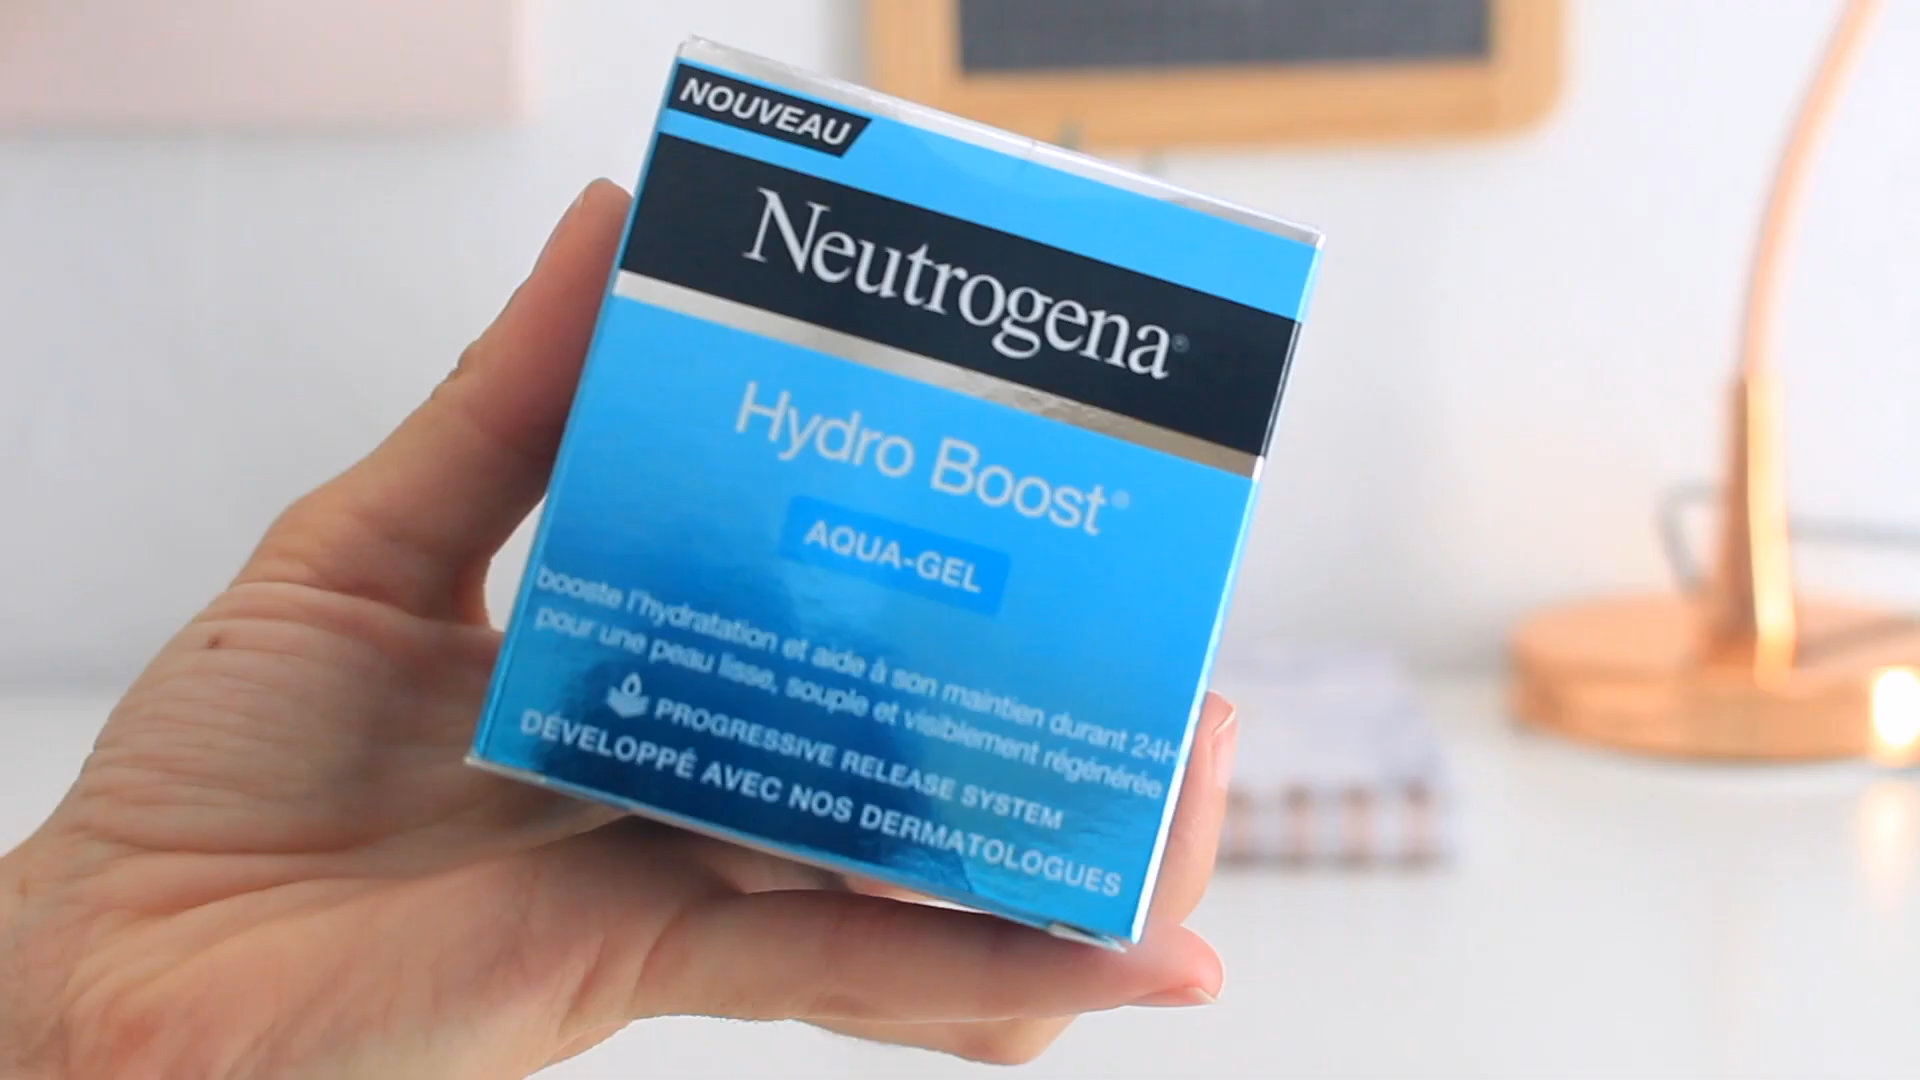 NOUVEAU
Neutrogena®
Hydro Boost®
AQUA-GEL
booste l'hydratation et aide à son maintien durant 24H
pour une peau lisse, souple et visiblement régénérée
PROGRESSIVE RELEASE SYSTEM
DÉVELOPPÉ AVEC NOS DERMATOLOGUES